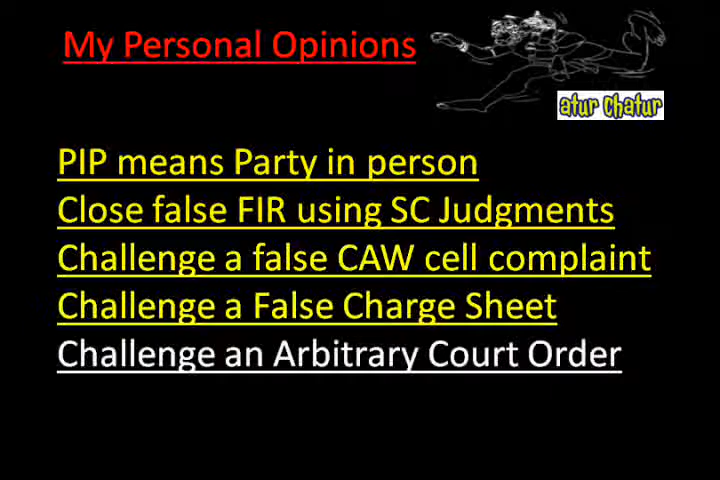 My Personal Opinions
atur chatur
PIP means Party in person
Close false FIR using SC Judgments
Challenge a false CAW cell complaint
Challenge a False Charge Sheet
Challenge an Arbitrary Court Order